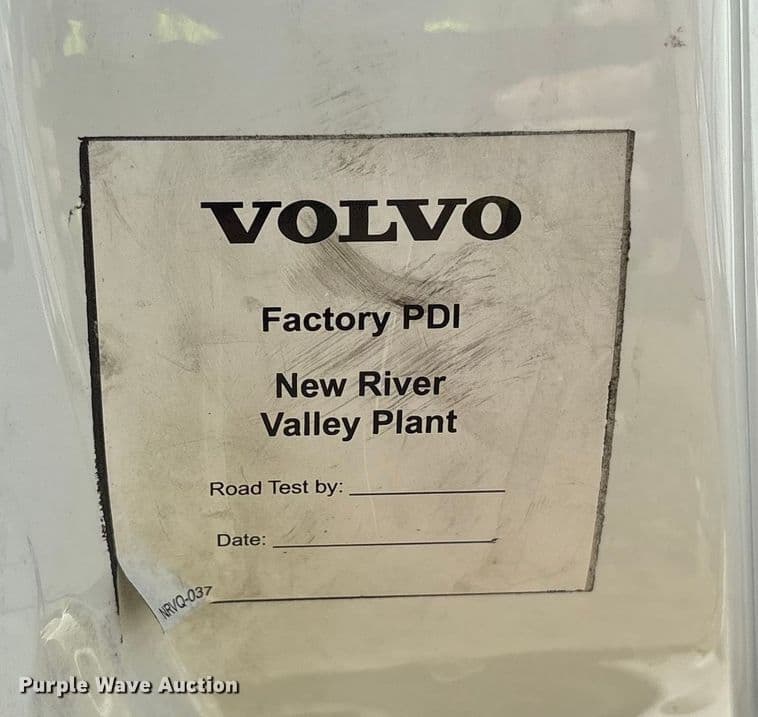 VOLVO
Factory PDI
New River
Valley Plant
Road Test by:
Date:
NRVQ-037
Purple Wave Auction